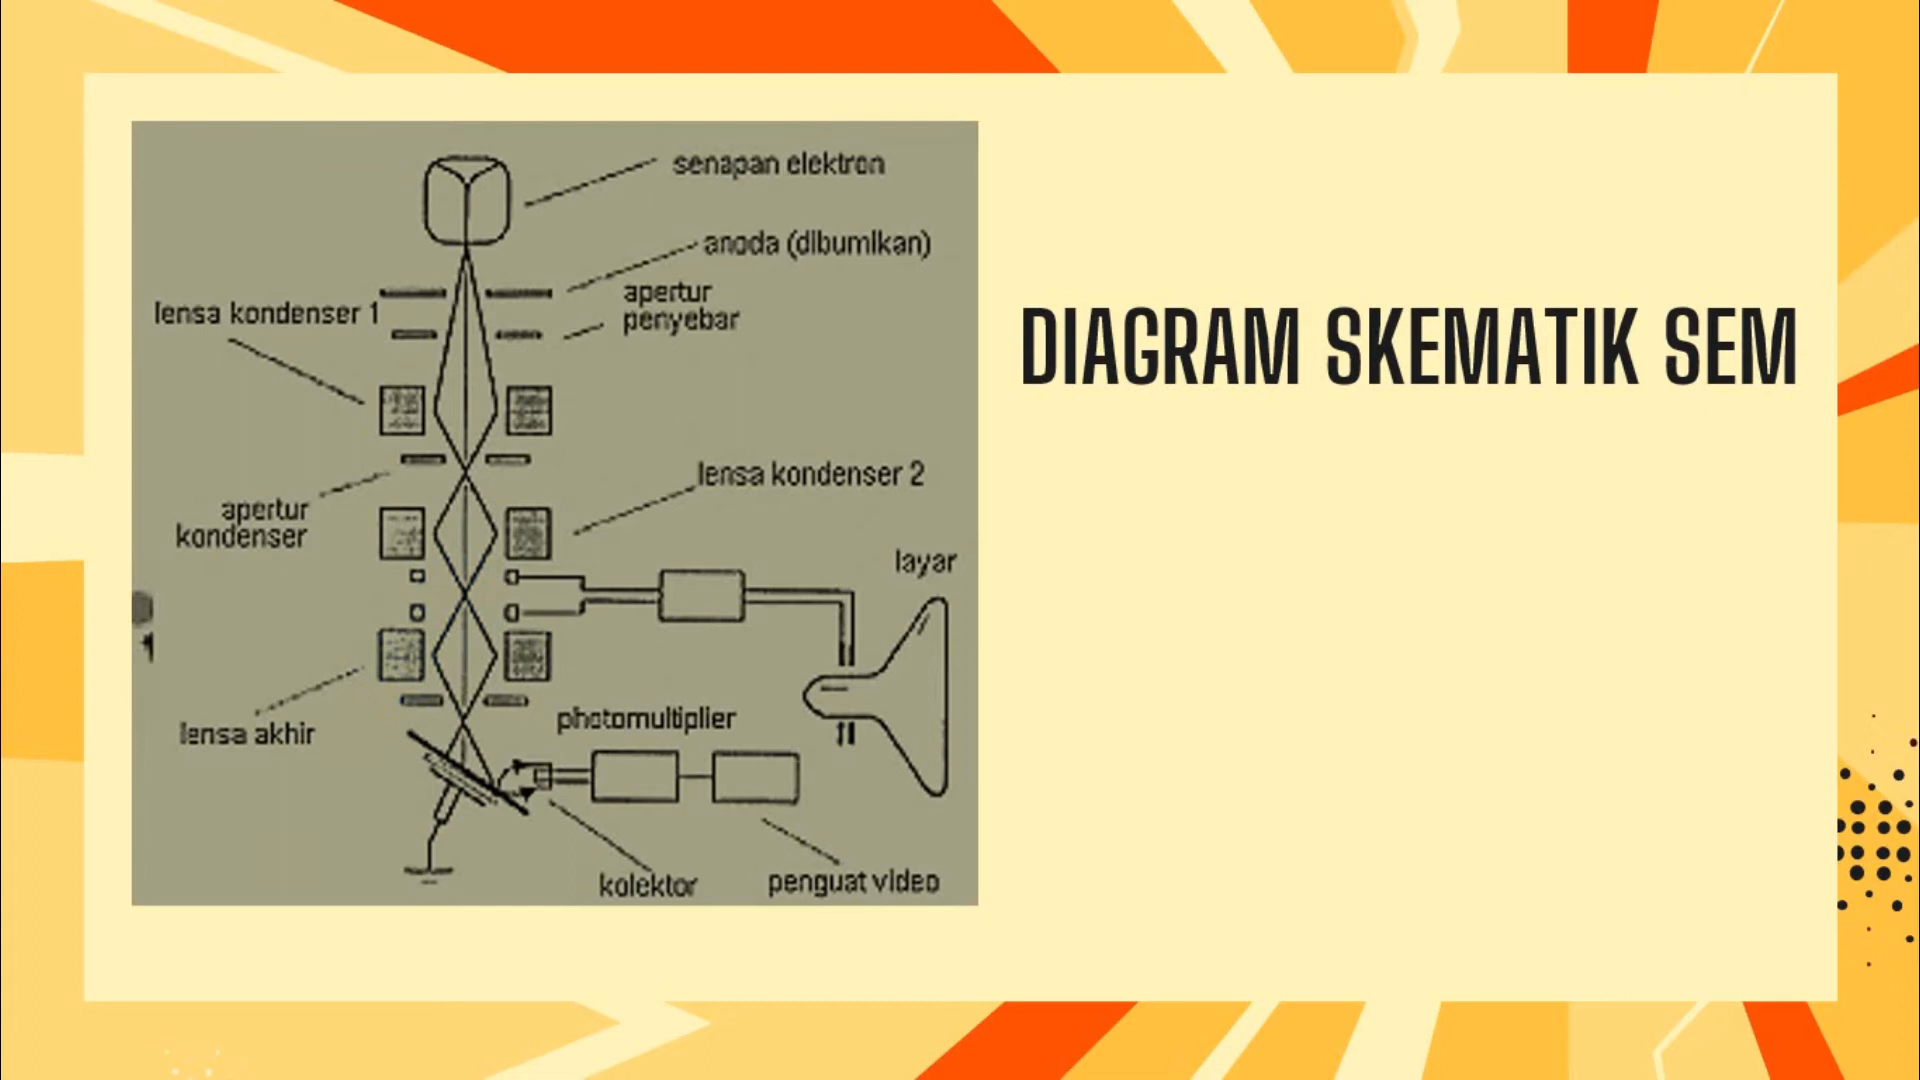 senapan elektron
anoda (dibumikan)
apertur
penyebar
lensa kondenser 1
lensa kondenser 2
apertur
kondenser
layar
lensa akhir
photomultiplier
kolektor
penguat video
DIAGRAM SKEMATIK SEM